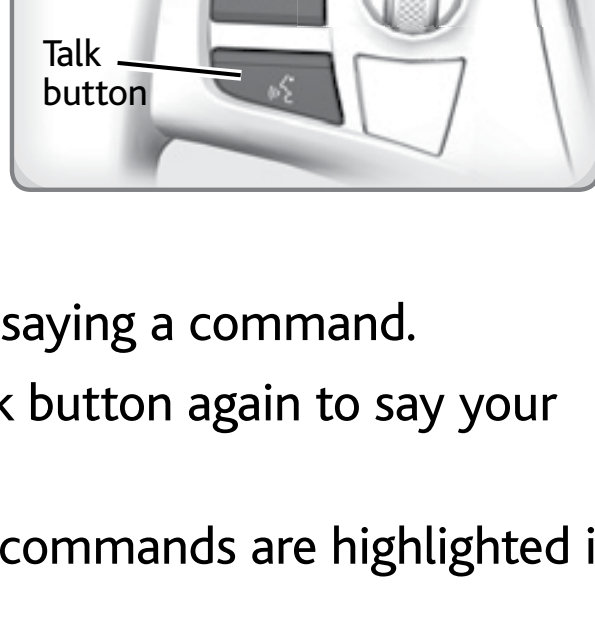 Talk
button
saying a command.
k button again to say your
commands are highlighted i